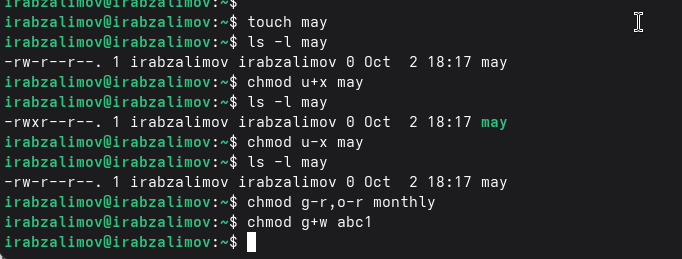 irabzalimov@irabzalimov:~$
irabzalimov@irabzalimov:~$ touch may
irabzalimov@irabzalimov:~$ ls -l may
-rw-r--r--. 1 irabzalimov irabzalimov 0 Oct  2 18:17 may
irabzalimov@irabzalimov:~$ chmod u+x may
irabzalimov@irabzalimov:~$ ls -l may
-rwxr--r--. 1 irabzalimov irabzalimov 0 Oct  2 18:17 may
irabzalimov@irabzalimov:~$ chmod u-x may
irabzalimov@irabzalimov:~$ ls -l may
-rw-r--r--. 1 irabzalimov irabzalimov 0 Oct  2 18:17 may
irabzalimov@irabzalimov:~$ chmod g-r,o-r monthly
irabzalimov@irabzalimov:~$ chmod g+w abc1
irabzalimov@irabzalimov:~$